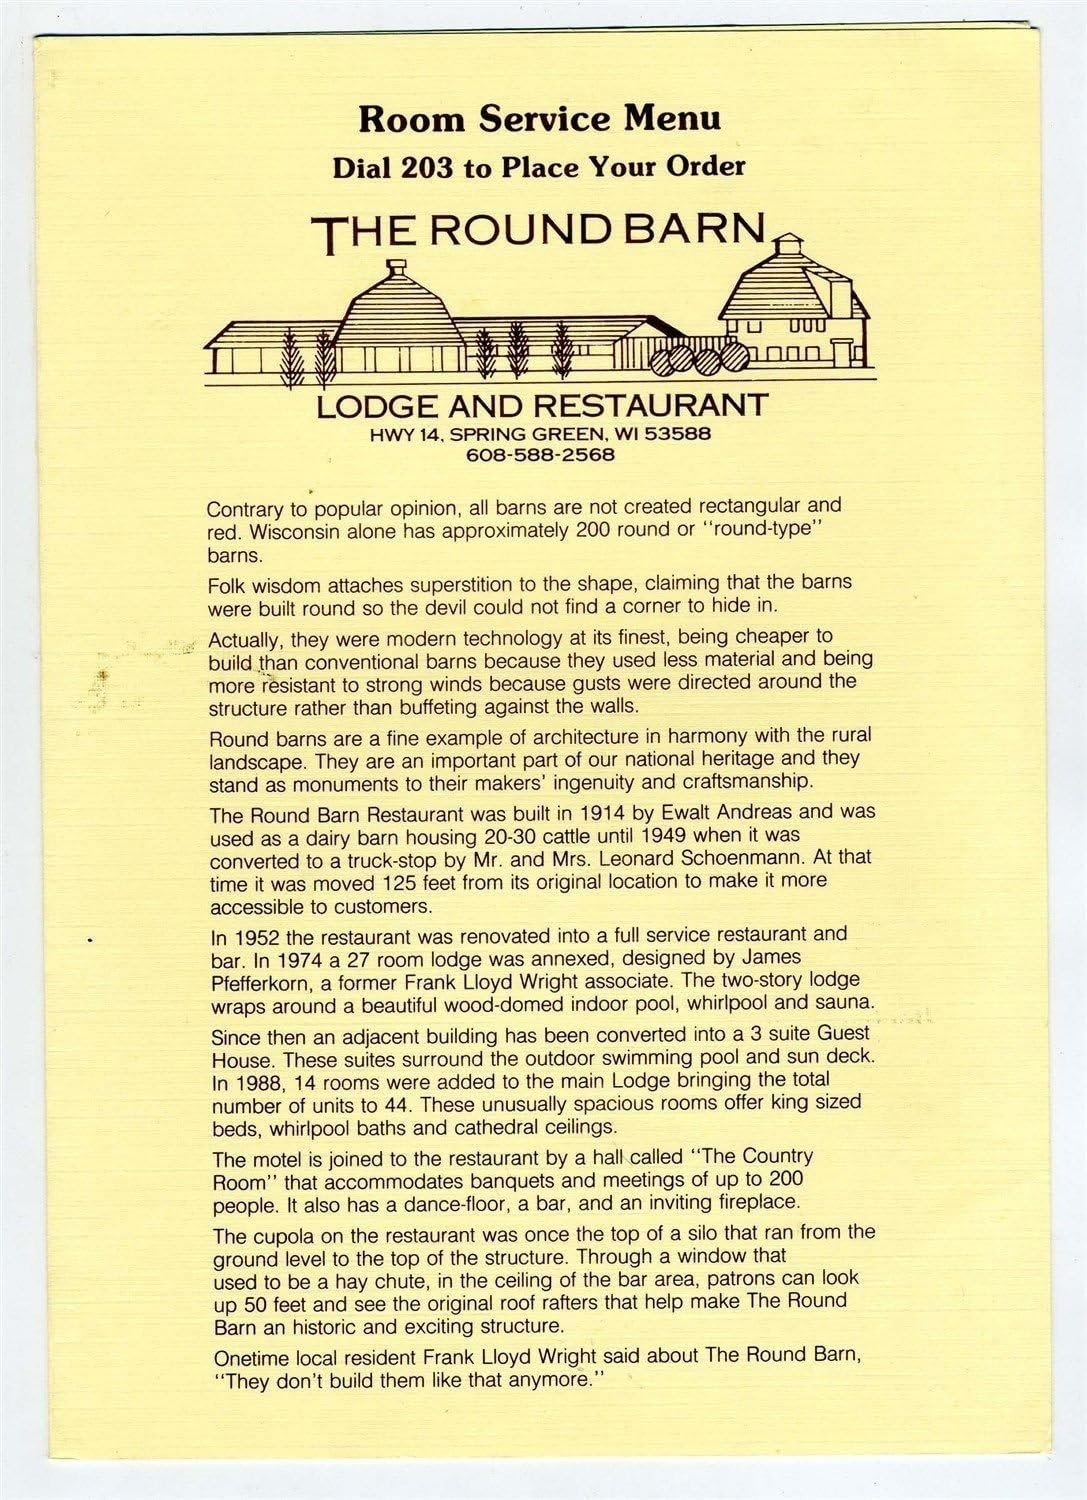 Room Service Menu
Dial 203 to Place Your Order
THE ROUND BARN
LODGE AND RESTAURANT
HWY 14, SPRING GREEN, WI 53588
608-588-2568
Contrary to popular opinion, all barns are not created rectangular and
red. Wisconsin alone has approximately 200 round or "round-type"
barns.
Folk wisdom attaches superstition to the shape, claiming that the barns
were built round so the devil could not find a corner to hide in.
Actually, they were modern technology at its finest, being cheaper to
build than conventional barns because they used less material and being
more resistant to strong winds because gusts were directed around the
structure rather than buffeting against the walls.
Round barns are a fine example of architecture in harmony with the rural
landscape. They are an important part of our national heritage and they
stand as monuments to their makers' ingenuity and craftsmanship.
The Round Barn Restaurant was built in 1914 by Ewalt Andreas and was
used as a dairy barn housing 20-30 cattle until 1949 when it was
converted to a truck-stop by Mr. and Mrs. Leonard Schoenmann. At that
time it was moved 125 feet from its original location to make it more
accessible to customers.
In 1952 the restaurant was renovated into a full service restaurant and
bar. In 1974 a 27 room lodge was annexed, designed by James
Pfefferkorn, a former Frank Lloyd Wright associate. The two-story lodge
wraps around a beautiful wood-domed indoor pool, whirlpool and sauna.
Since then an adjacent building has been converted into a 3 suite Guest
House. These suites surround the outdoor swimming pool and sun deck.
In 1988, 14 rooms were added to the main Lodge bringing the total
number of units to 44. These unusually spacious rooms offer king sized
beds, whirlpool baths and cathedral ceilings.
The motel is joined to the restaurant by a hall called "The Country
Room" that accommodates banquets and meetings of up to 200
people. It also has a dance-floor, a bar, and an inviting fireplace.
The cupola on the restaurant was once the top of a silo that ran from the
ground level to the top of the structure. Through a window that
used to be a hay chute, in the ceiling of the bar area, patrons can look
up 50 feet and see the original roof rafters that help make The Round
Barn an historic and exciting structure.
Onetime local resident Frank Lloyd Wright said about The Round Barn,
"They don't build them like that anymore."